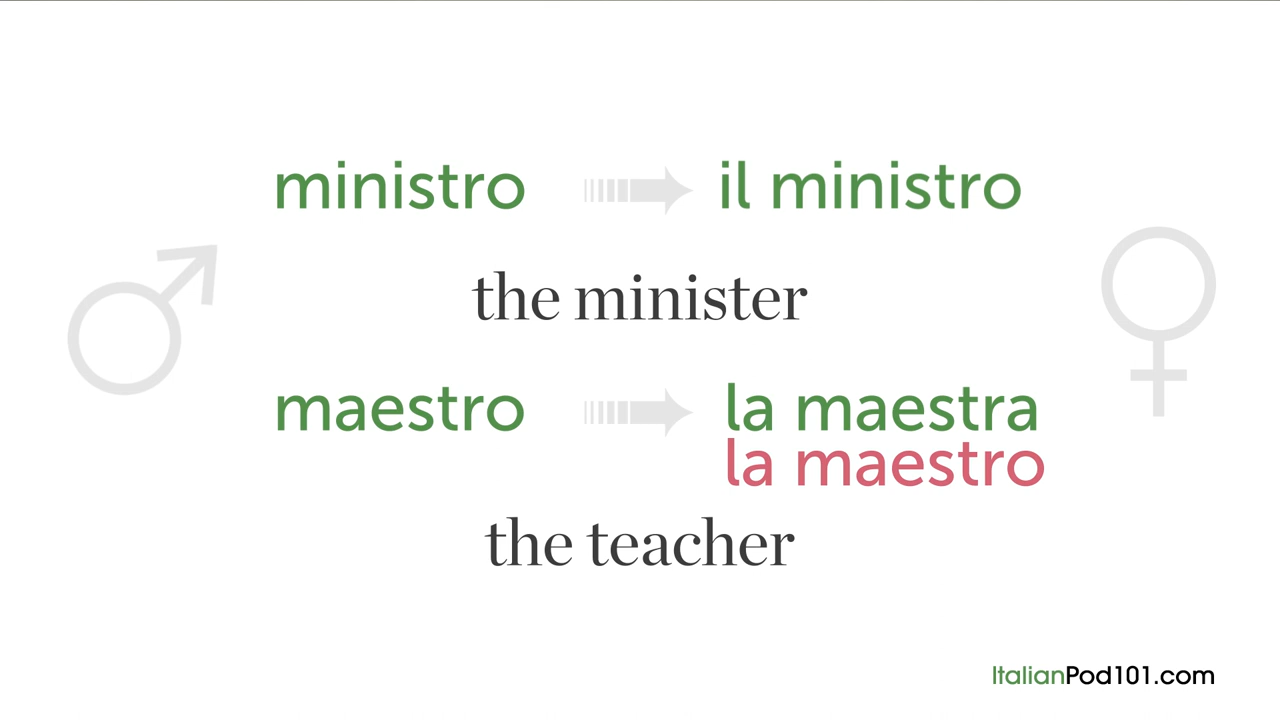 ministro il ministro
the minister
maestro la maestra
la maestro
the teacher
ItalianPod101.com